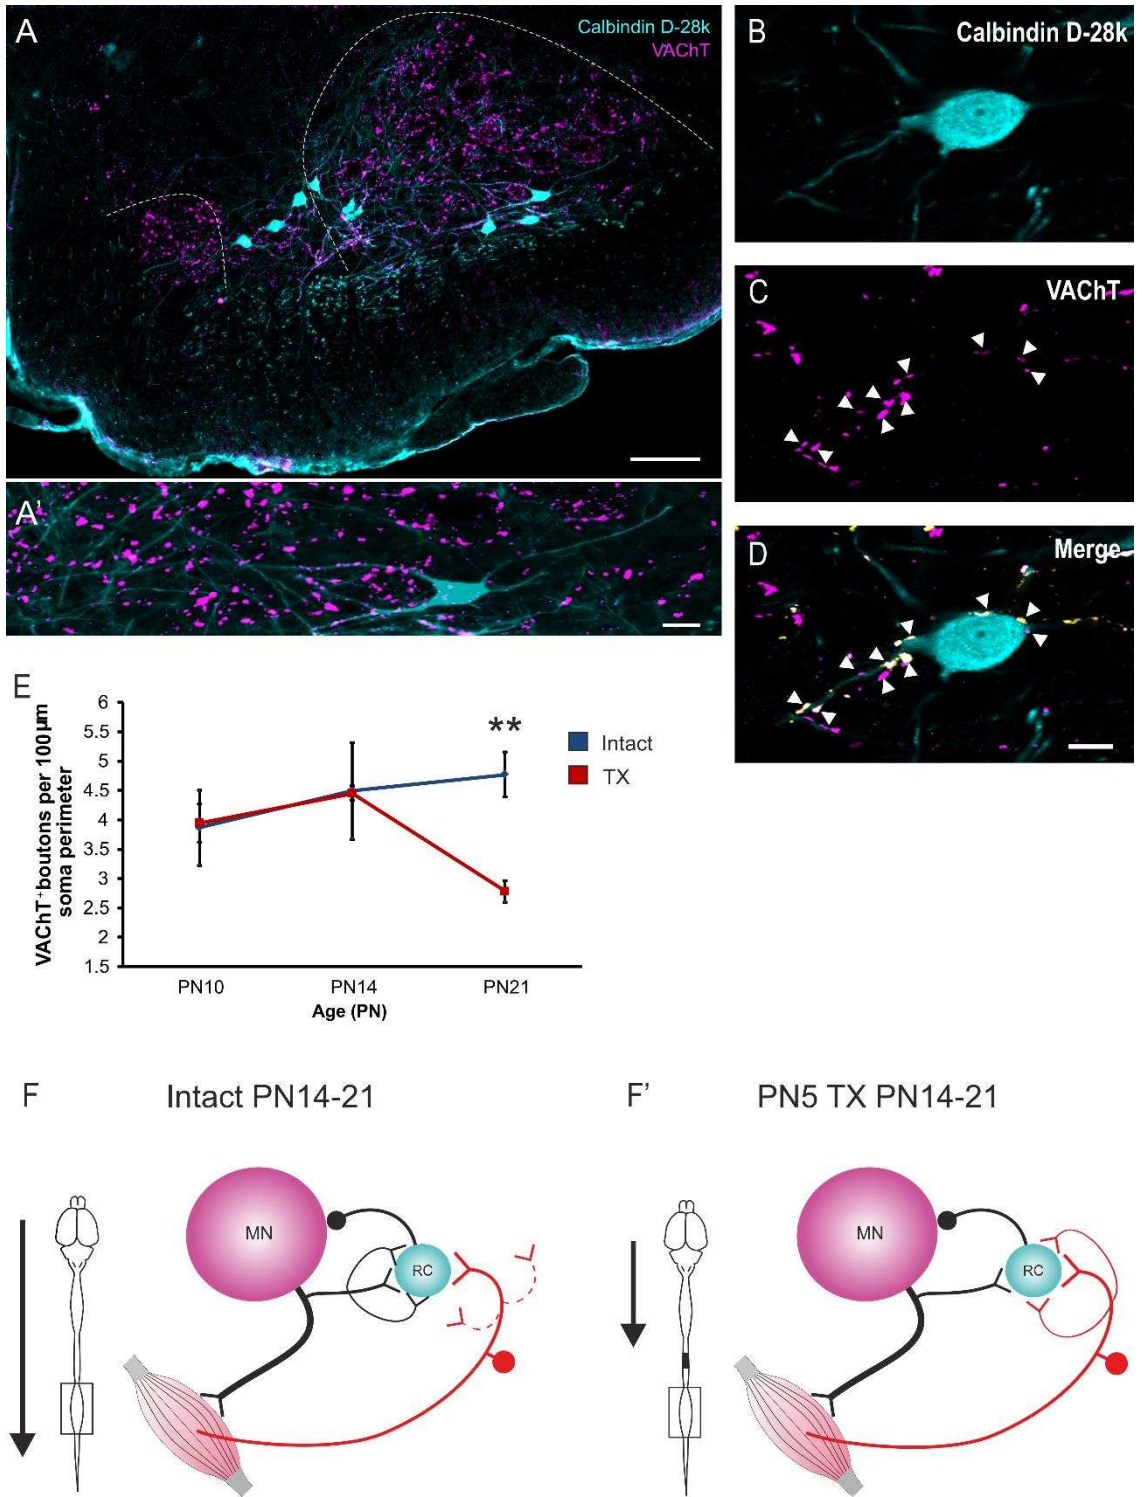 A
Calbindin D-28k
VAChT
B
Calbindin D-28k
C
VAChT
A'
D
Merge
E
VAChT⁺boutons per 100µm
soma perimeter
6
5.5
5
4.5
4
3.5
3
2.5
2
1.5
**
Intact
TX
PN10
PN14
PN21
Age (PN)
F
Intact PN14-21
F'
PN5 TX PN14-21
MN
RC
MN
RC